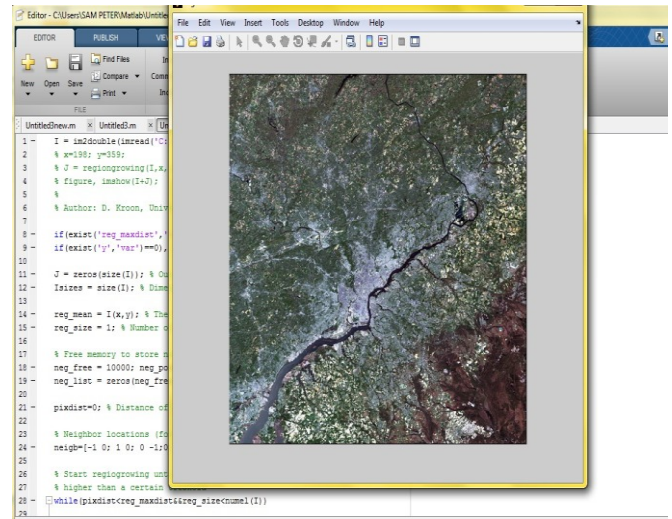 Editor - C:\Users\SAM PETER\Matlab\Untitle
EDITOR PUBLISH VIE
New Open Save
Find Files
Compare
Print
In
Comm
Ind
FILE
Untitled3new.m × Untitled3.m × Un
File Edit View Insert Tools Desktop Window Help
1 - I = im2double(imread('C:
2 % x=198; y=359;
3 % J = regiongrowing(I,x,
4 % figure, imshow(I+J);
5 %
6 % Author: D. Kroon, Univ
7
8 - if(exist('reg_maxdist','
9 - if(exist('y','var')==0),
10
11 - J = zeros(size(I)); % Ou
12 - Isizes = size(I); % Dime
13
14 - reg_mean = I(x,y); % The
15 - reg_size = 1; % Number o
16
17 % Free memory to store n
18 - neg_free = 10000; neg_po
19 - neg_list = zeros(neg_fre
20
21 - pixdist=0; % Distance of
22
23 % Neighbor locations (fo
24 - neigb=[-1 0; 1 0; 0 -1;0
25
26 % Start regiogrowing unt
27 % higher than a certain
28 - while(pixdist<reg_maxdist&&reg_size<numel(I))
29